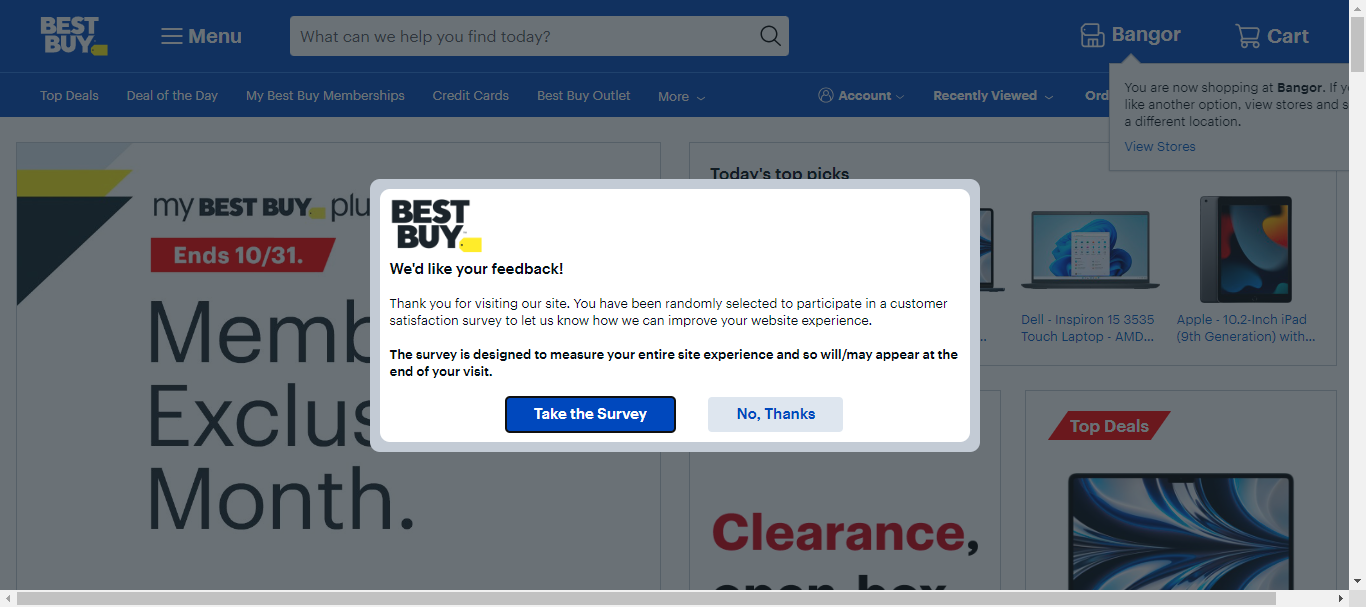 BEST
BUY
Menu
What can we help you find today?
Bangor
Cart
Top Deals
Deal of the Day
My Best Buy Memberships
Credit Cards
Best Buy Outlet
More
Account
Recently Viewed
Ord
You are now shopping at Bangor. If y
like another option, view stores and s
a different location.
View Stores
my BEST BUY plu
Ends 10/31.
Memb
Exclus
Month.
Today's top picks
Dell - Inspiron 15 3535
Touch Laptop - AMD...
Apple - 10.2-Inch iPad
(9th Generation) with...
BEST
BUY
We'd like your feedback!
Thank you for visiting our site. You have been randomly selected to participate in a customer
satisfaction survey to let us know how we can improve your website experience.
The survey is designed to measure your entire site experience and so will/may appear at the
end of your visit.
Take the Survey
No, Thanks
Clearance,
open-box
Top Deals